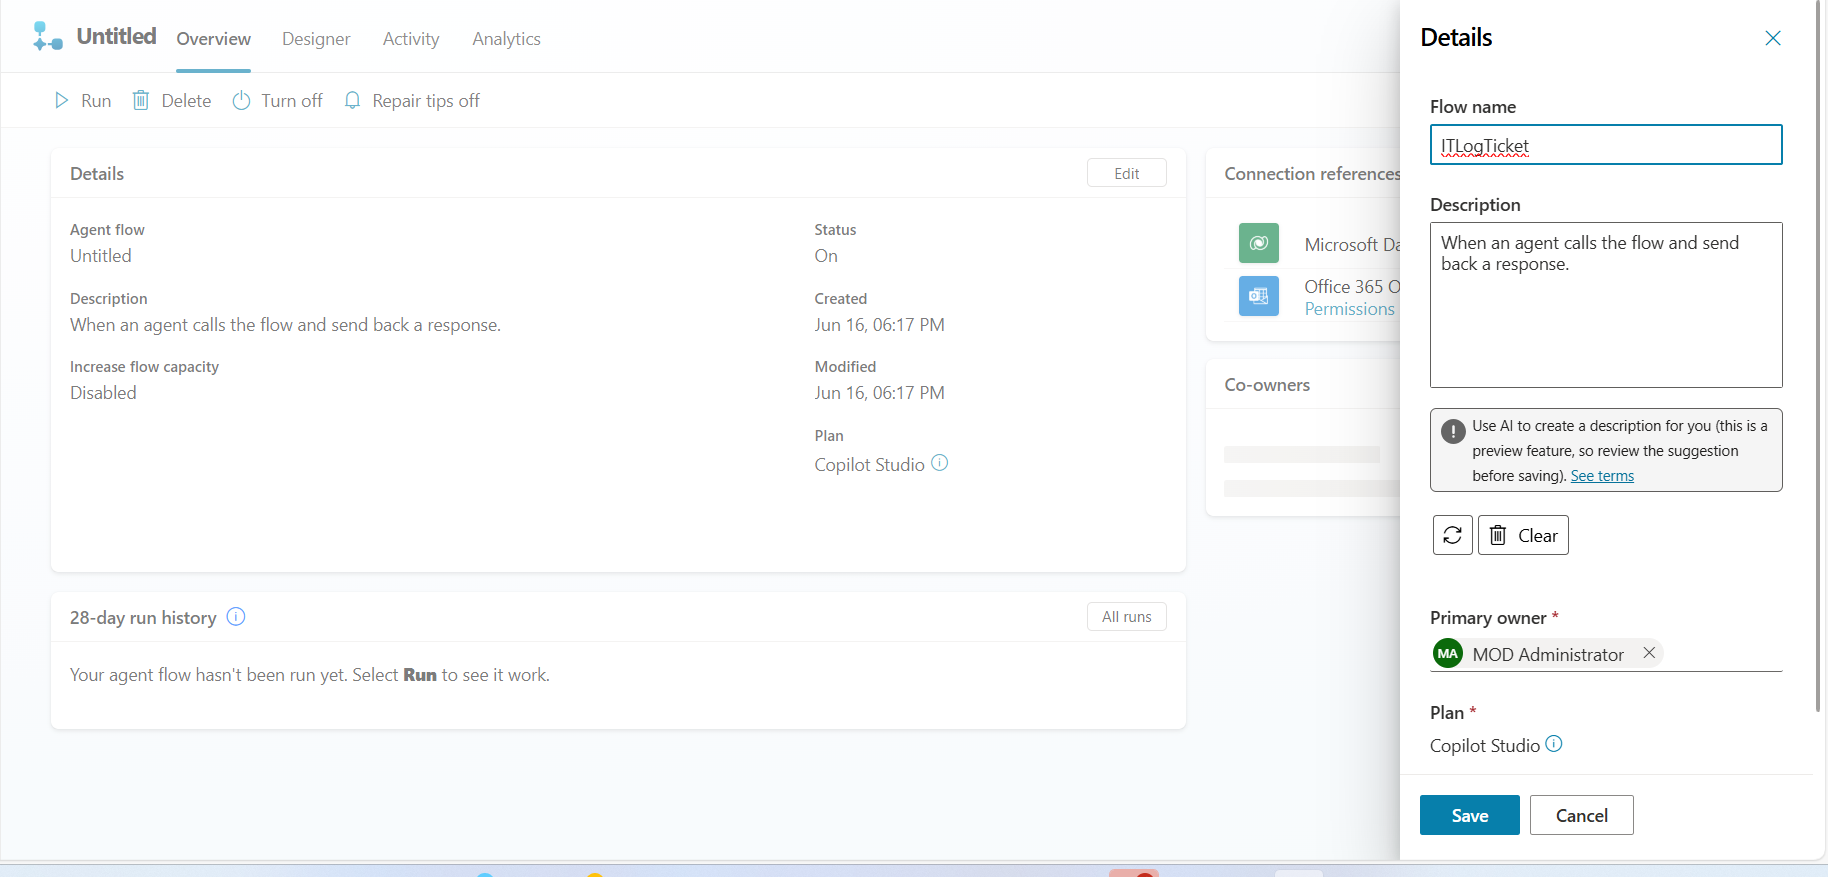 Untitled
Overview
Designer
Activity
Analytics
Run
Delete
Turn off
Repair tips off
Details
Edit
Agent flow
Untitled
Description
When an agent calls the flow and send back a response.
Increase flow capacity
Disabled
Status
On
Created
Jun 16, 06:17 PM
Modified
Jun 16, 06:17 PM
Plan
Copilot Studio
28-day run history
All runs
Your agent flow hasn't been run yet. Select Run to see it work.
Connection references
Microsoft Da
Office 365 O
Permissions
Co-owners
Details
Flow name
ITLogTicket
Description
When an agent calls the flow and send
back a response.
Use AI to create a description for you (this is a
preview feature, so review the suggestion
before saving). See terms
Clear
Primary owner *
MA MOD Administrator
Plan *
Copilot Studio
Save
Cancel